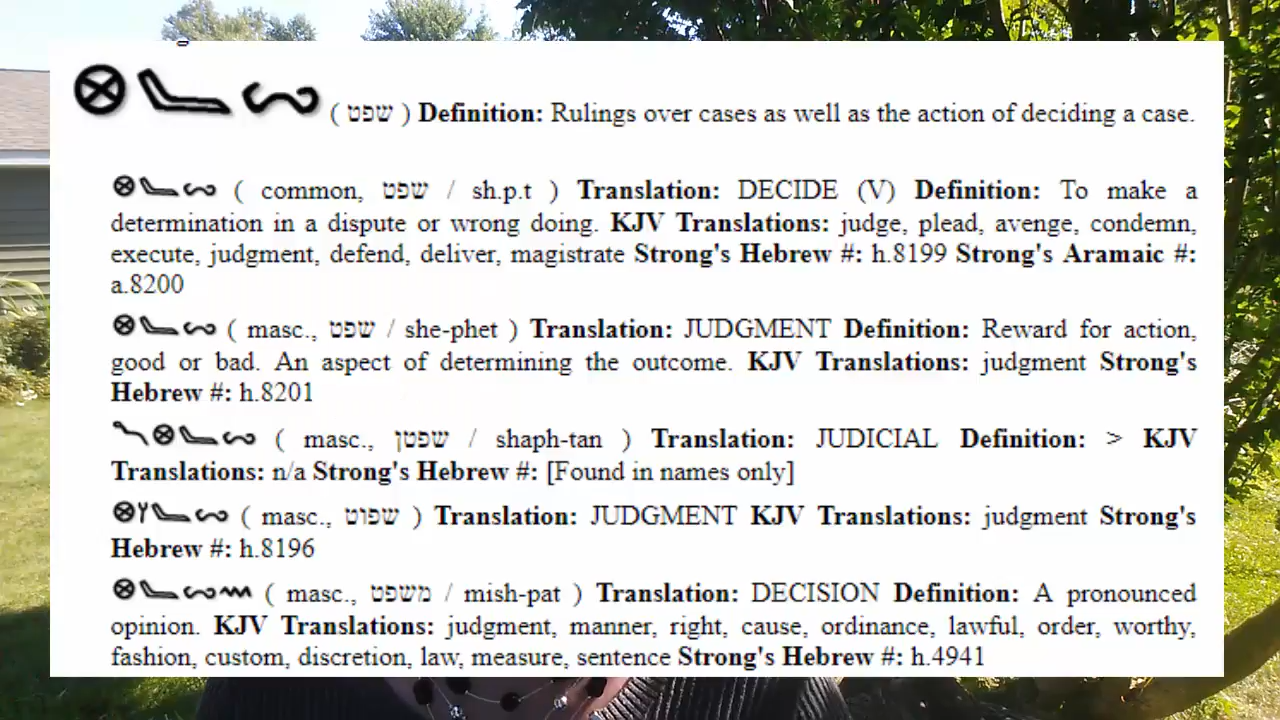 ( שפט ) Definition: Rulings over cases as well as the action of deciding a case.
( common, שפט / sh.p.t ) Translation: DECIDE (V) Definition: To make a
determination in a dispute or wrong doing. KJV Translations: judge, plead, avenge, condemn,
execute, judgment, defend, deliver, magistrate Strong's Hebrew #: h.8199 Strong's Aramaic #:
a.8200
( masc., שפט / she-phet ) Translation: JUDGMENT Definition: Reward for action,
good or bad. An aspect of determining the outcome. KJV Translations: judgment Strong's
Hebrew #: h.8201
( masc., שפטן / shaph-tan ) Translation: JUDICIAL Definition: > KJV
Translations: n/a Strong's Hebrew #: [Found in names only]
( masc., שפוט ) Translation: JUDGMENT KJV Translations: judgment Strong's
Hebrew #: h.8196
( masc., משפט / mish-pat ) Translation: DECISION Definition: A pronounced
opinion. KJV Translations: judgment, manner, right, cause, ordinance, lawful, order, worthy,
fashion, custom, discretion, law, measure, sentence Strong's Hebrew #: h.4941